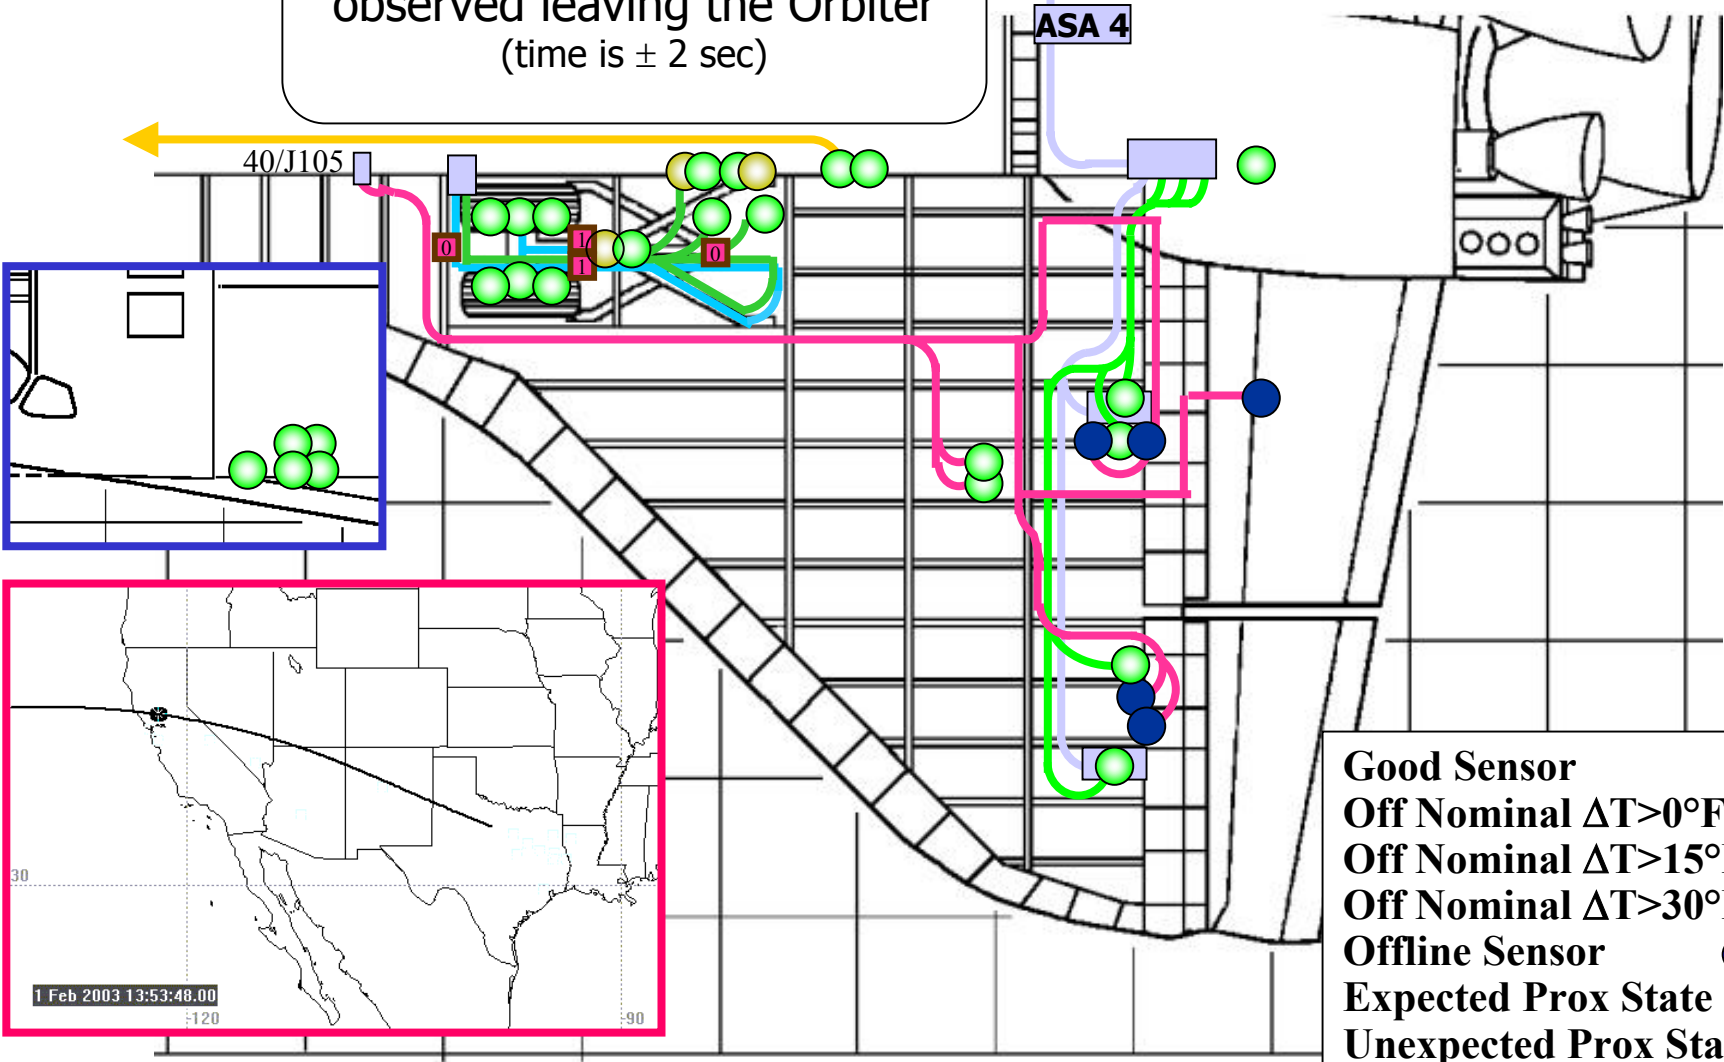 observed leaving the Orbiter
(time is ± 2 sec)
ASA 4
40/J105
0
1
1
0
30
1 Feb 2003 13:53:48.00
-120
-90
Good Sensor
Off Nominal ΔT>0°F
Off Nominal ΔT>15°
Off Nominal ΔT>30°
Offline Sensor
Expected Prox State
Unexpected Prox Sta